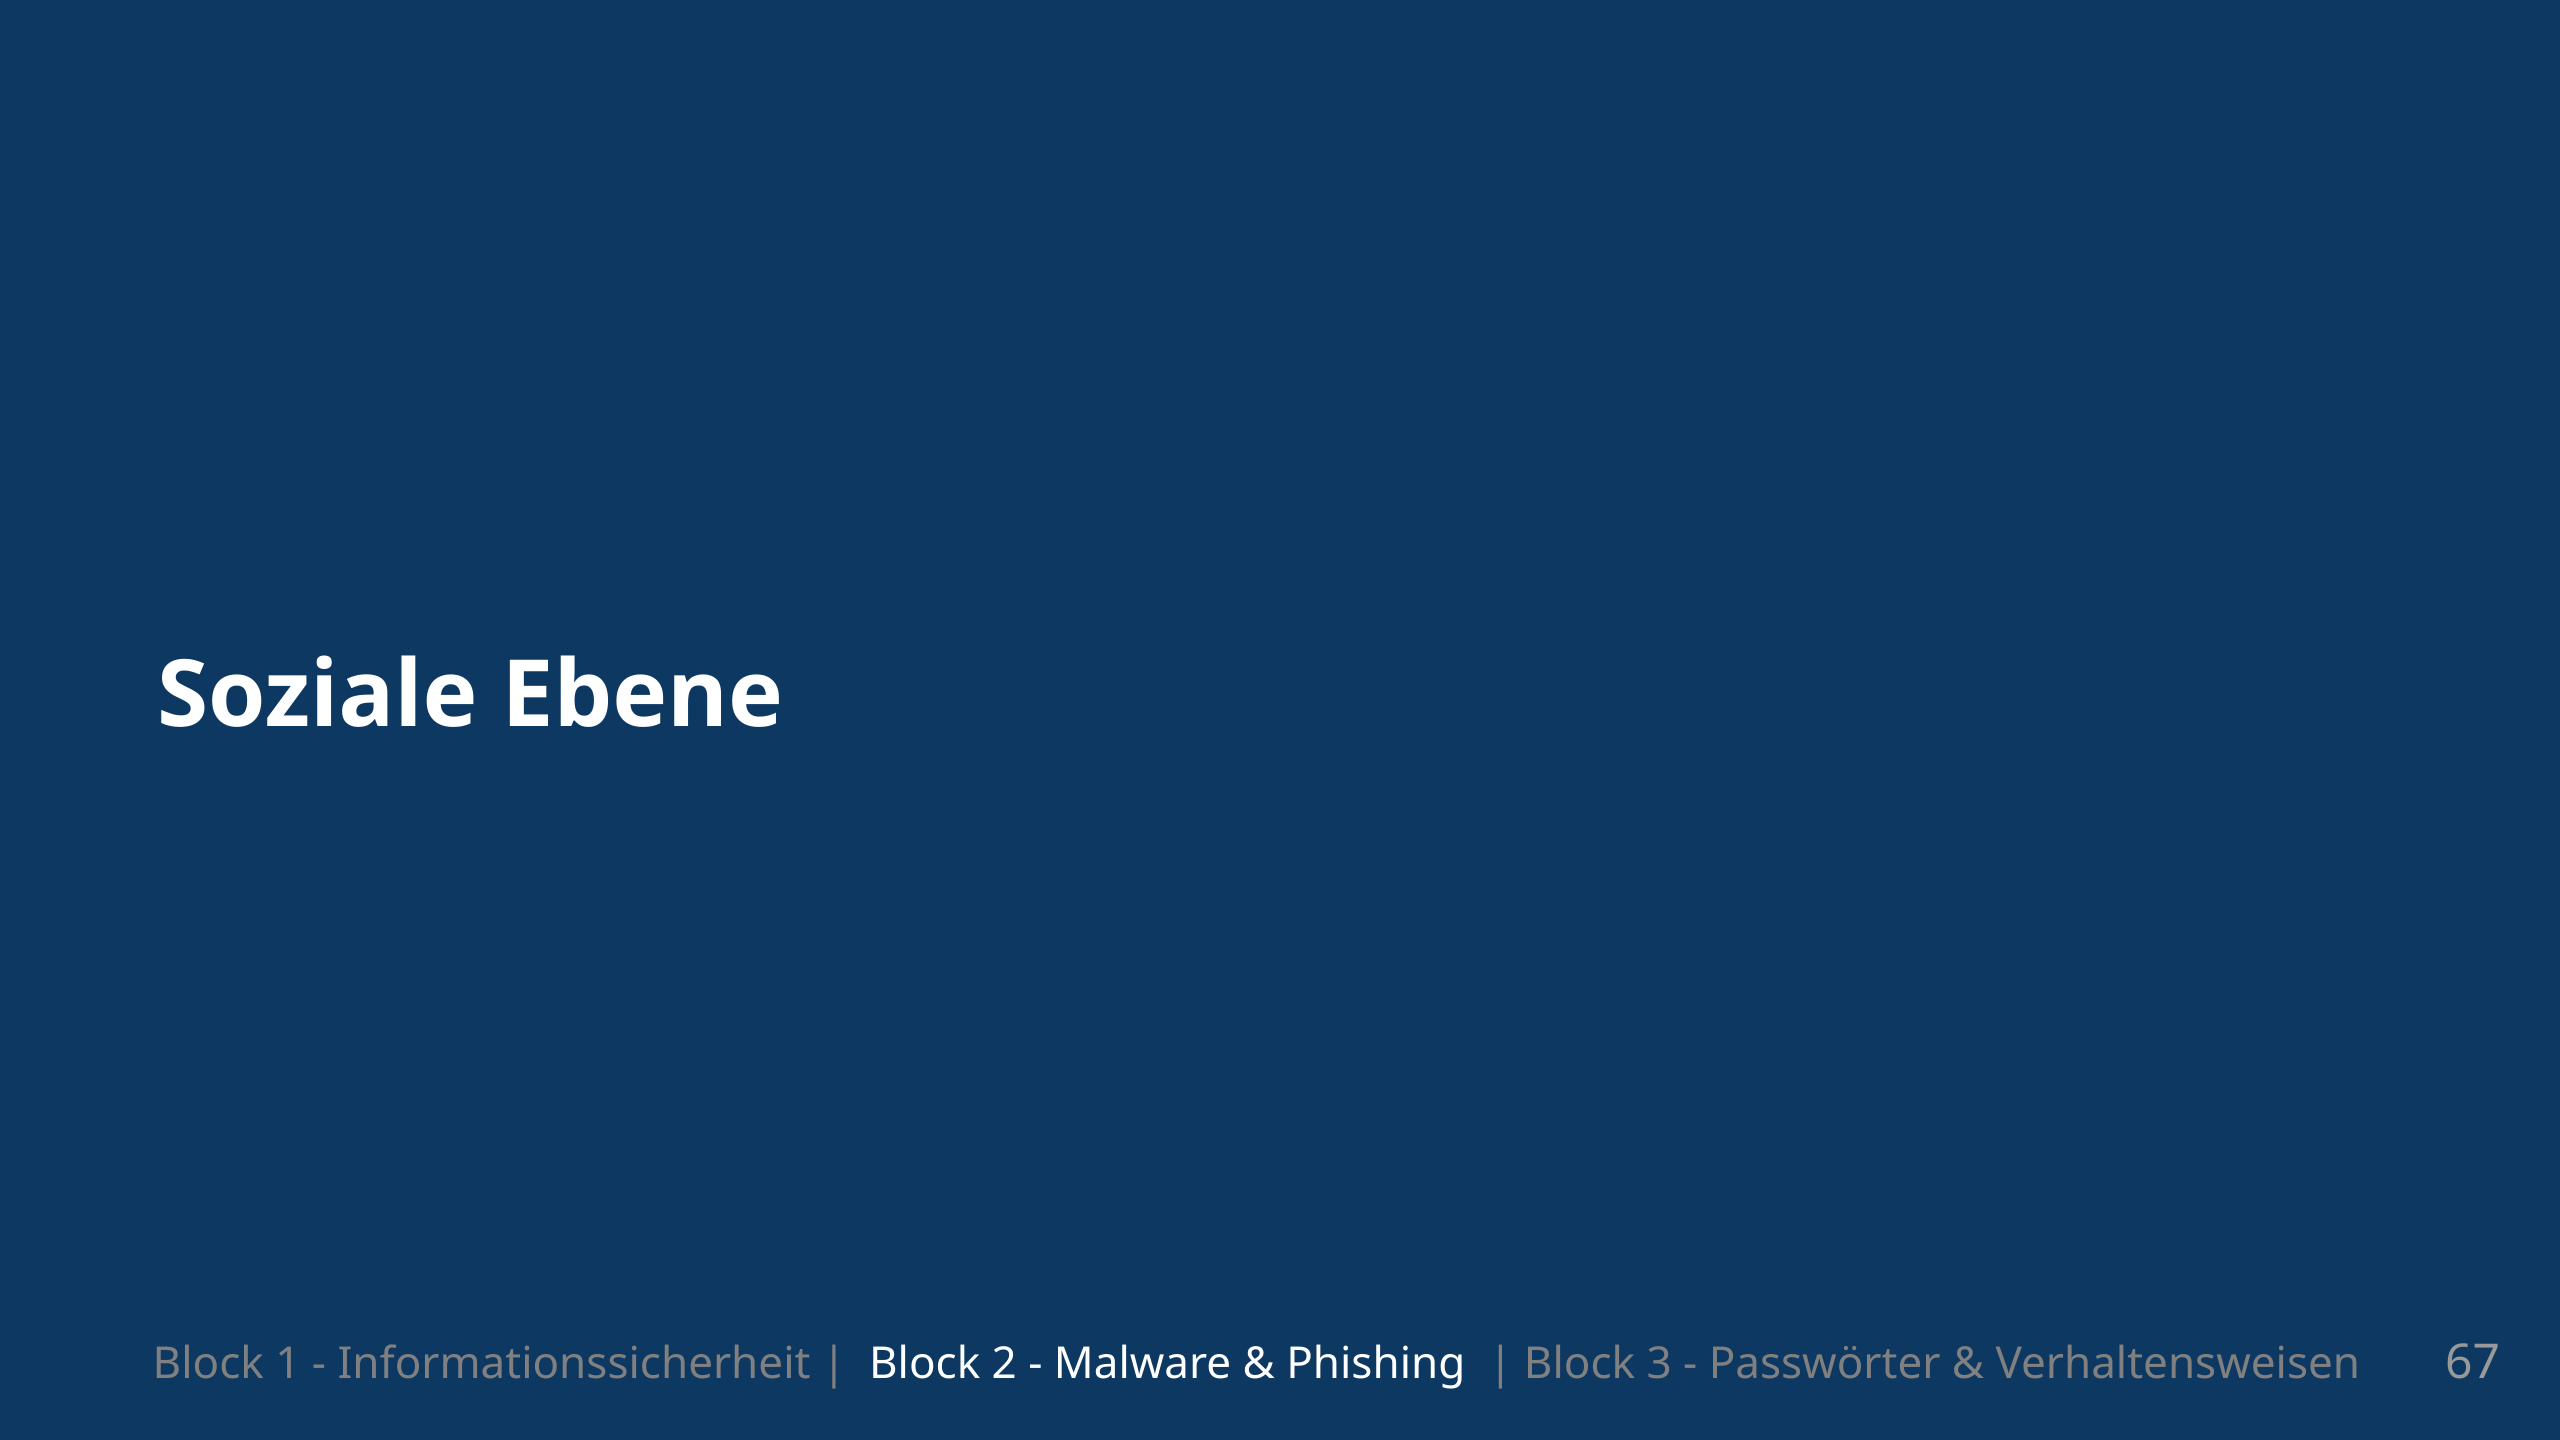 Soziale Ebene
Block 1 - Informationssicherheit | Block 2 - Malware & Phishing | Block 3 - Passwörter & Verhaltensweisen 67